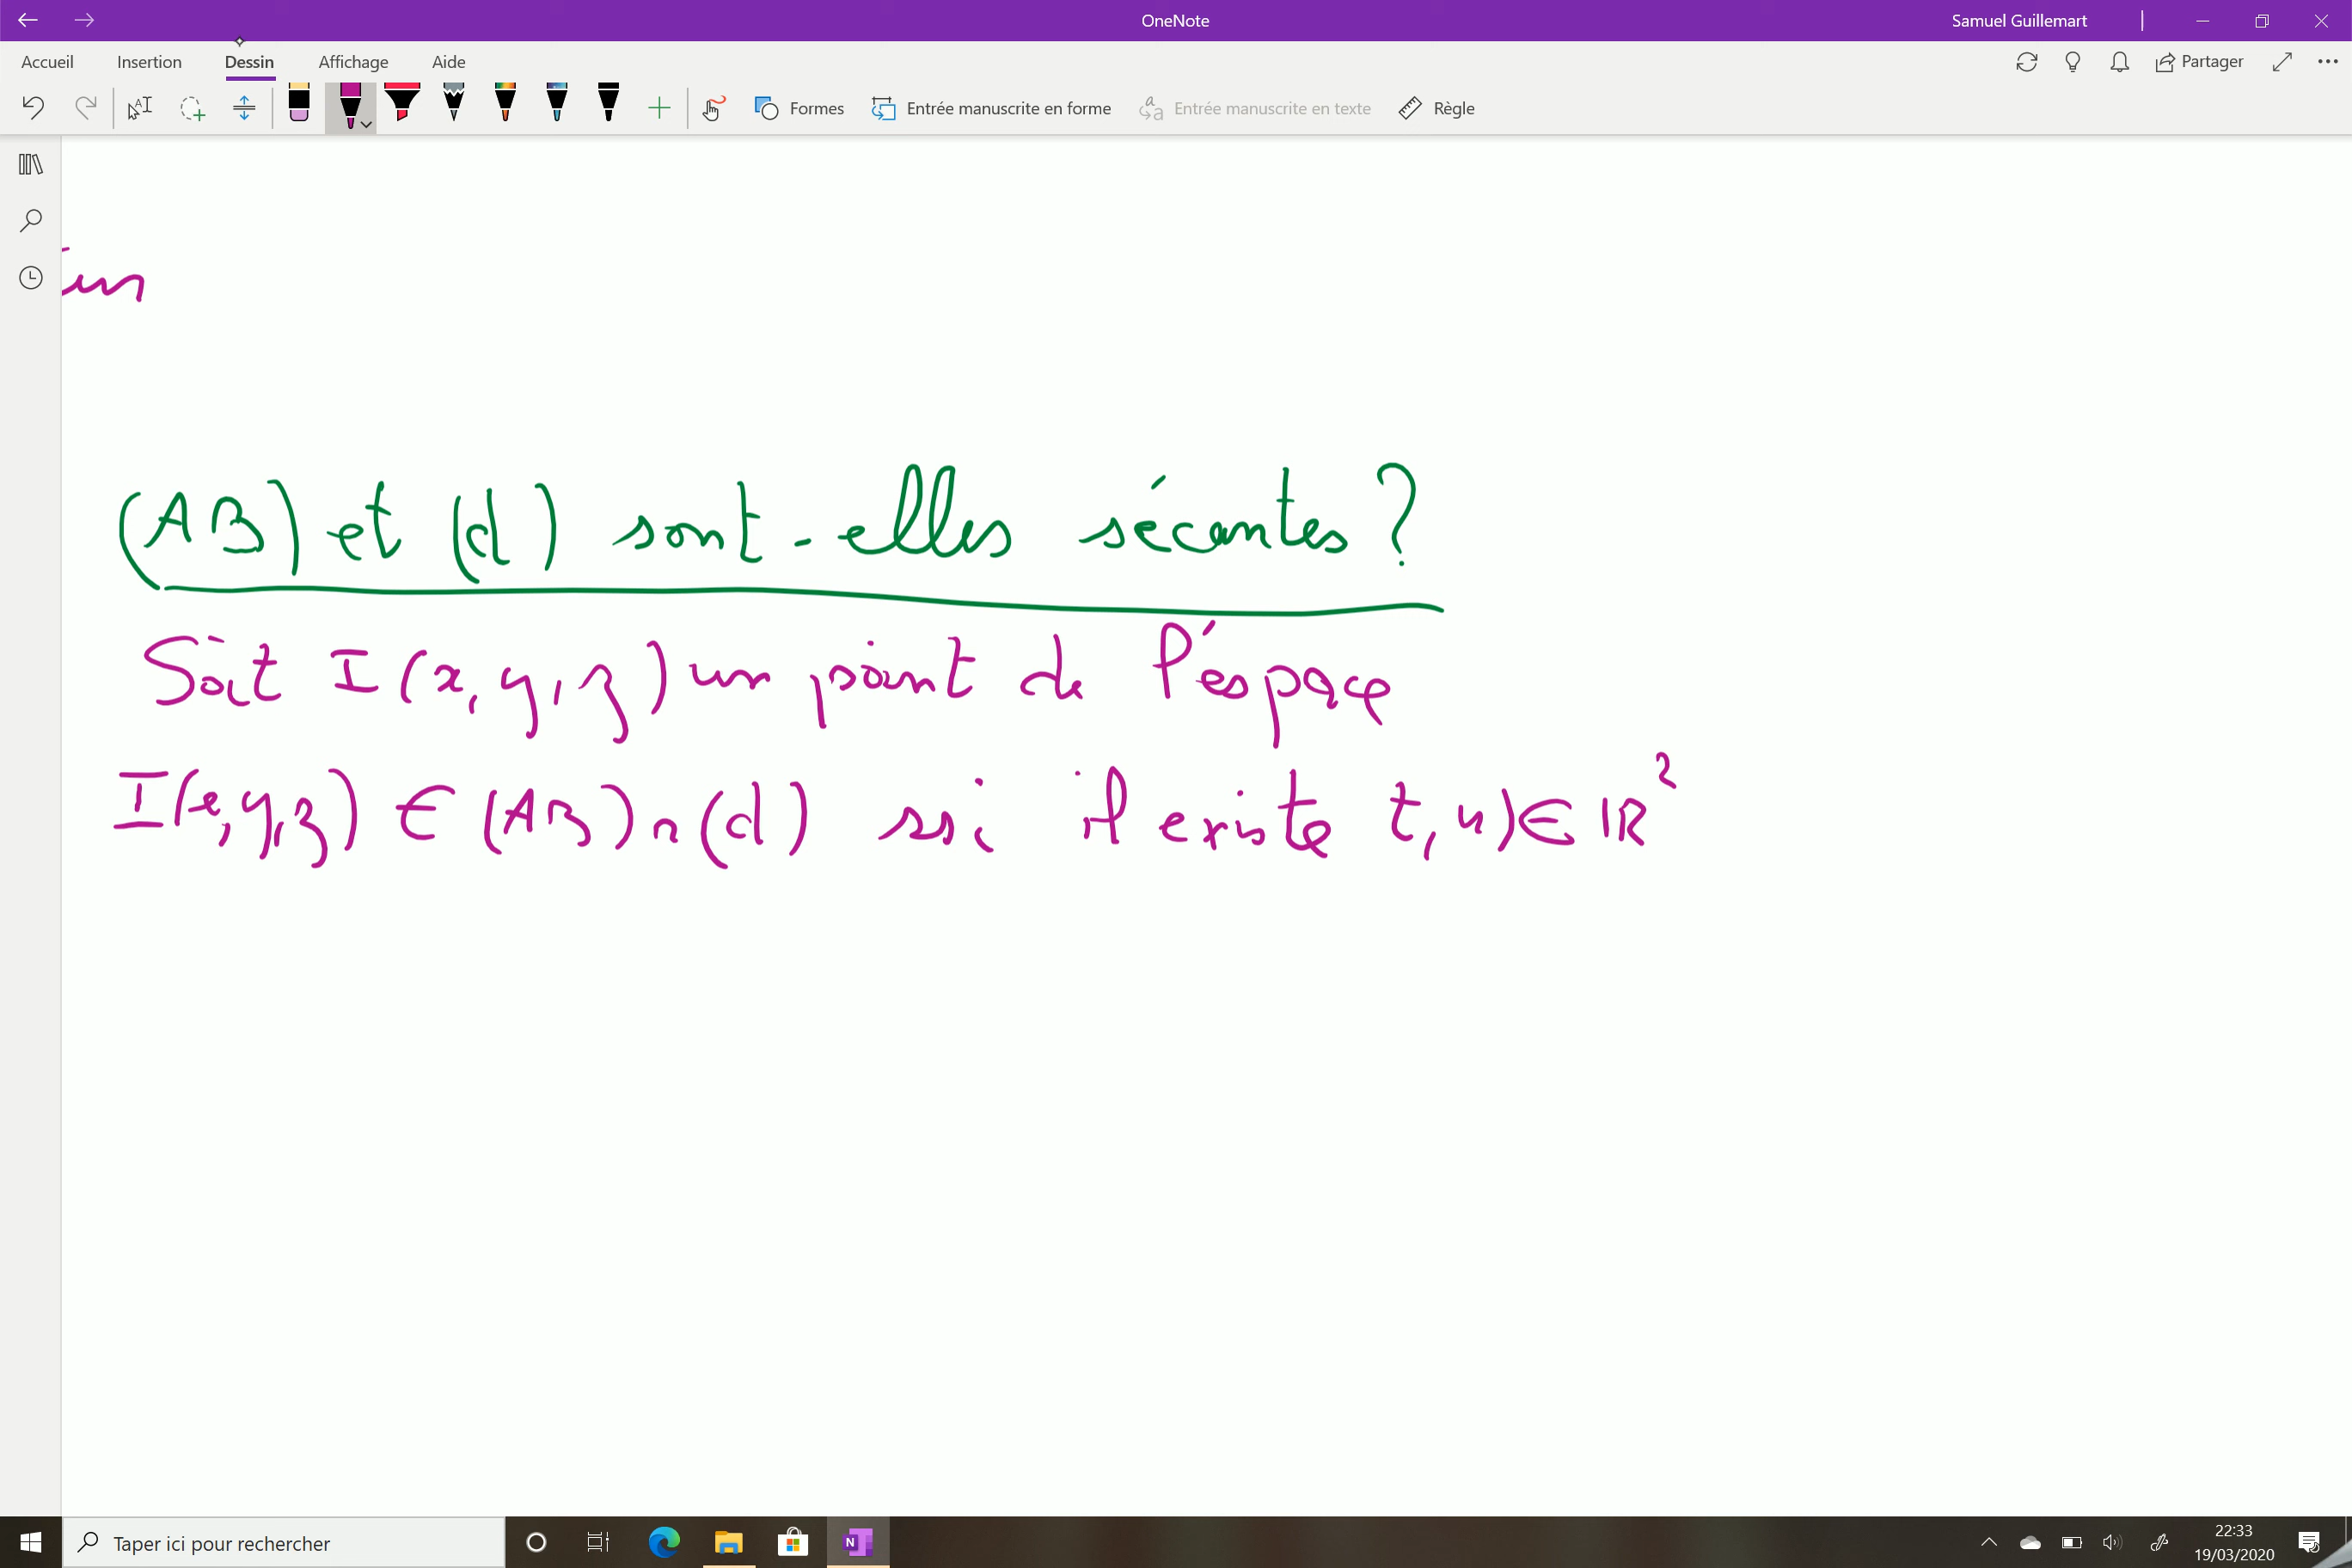 OneNote
Samuel Guillemart
Accueil Insertion Dessin Affichage Aide
Partager
Formes Entrée manuscrite en forme Entrée manuscrite en texte Règle
(AB) et (d) sont-elles sécantes ?
Soit I(x, y, z) un point de l'espace
I(x, y, z) ∈ (AB) ∩ (d) ssi il existe t, u) ∈ ℝ²
Taper ici pour rechercher
22:33
19/03/2020